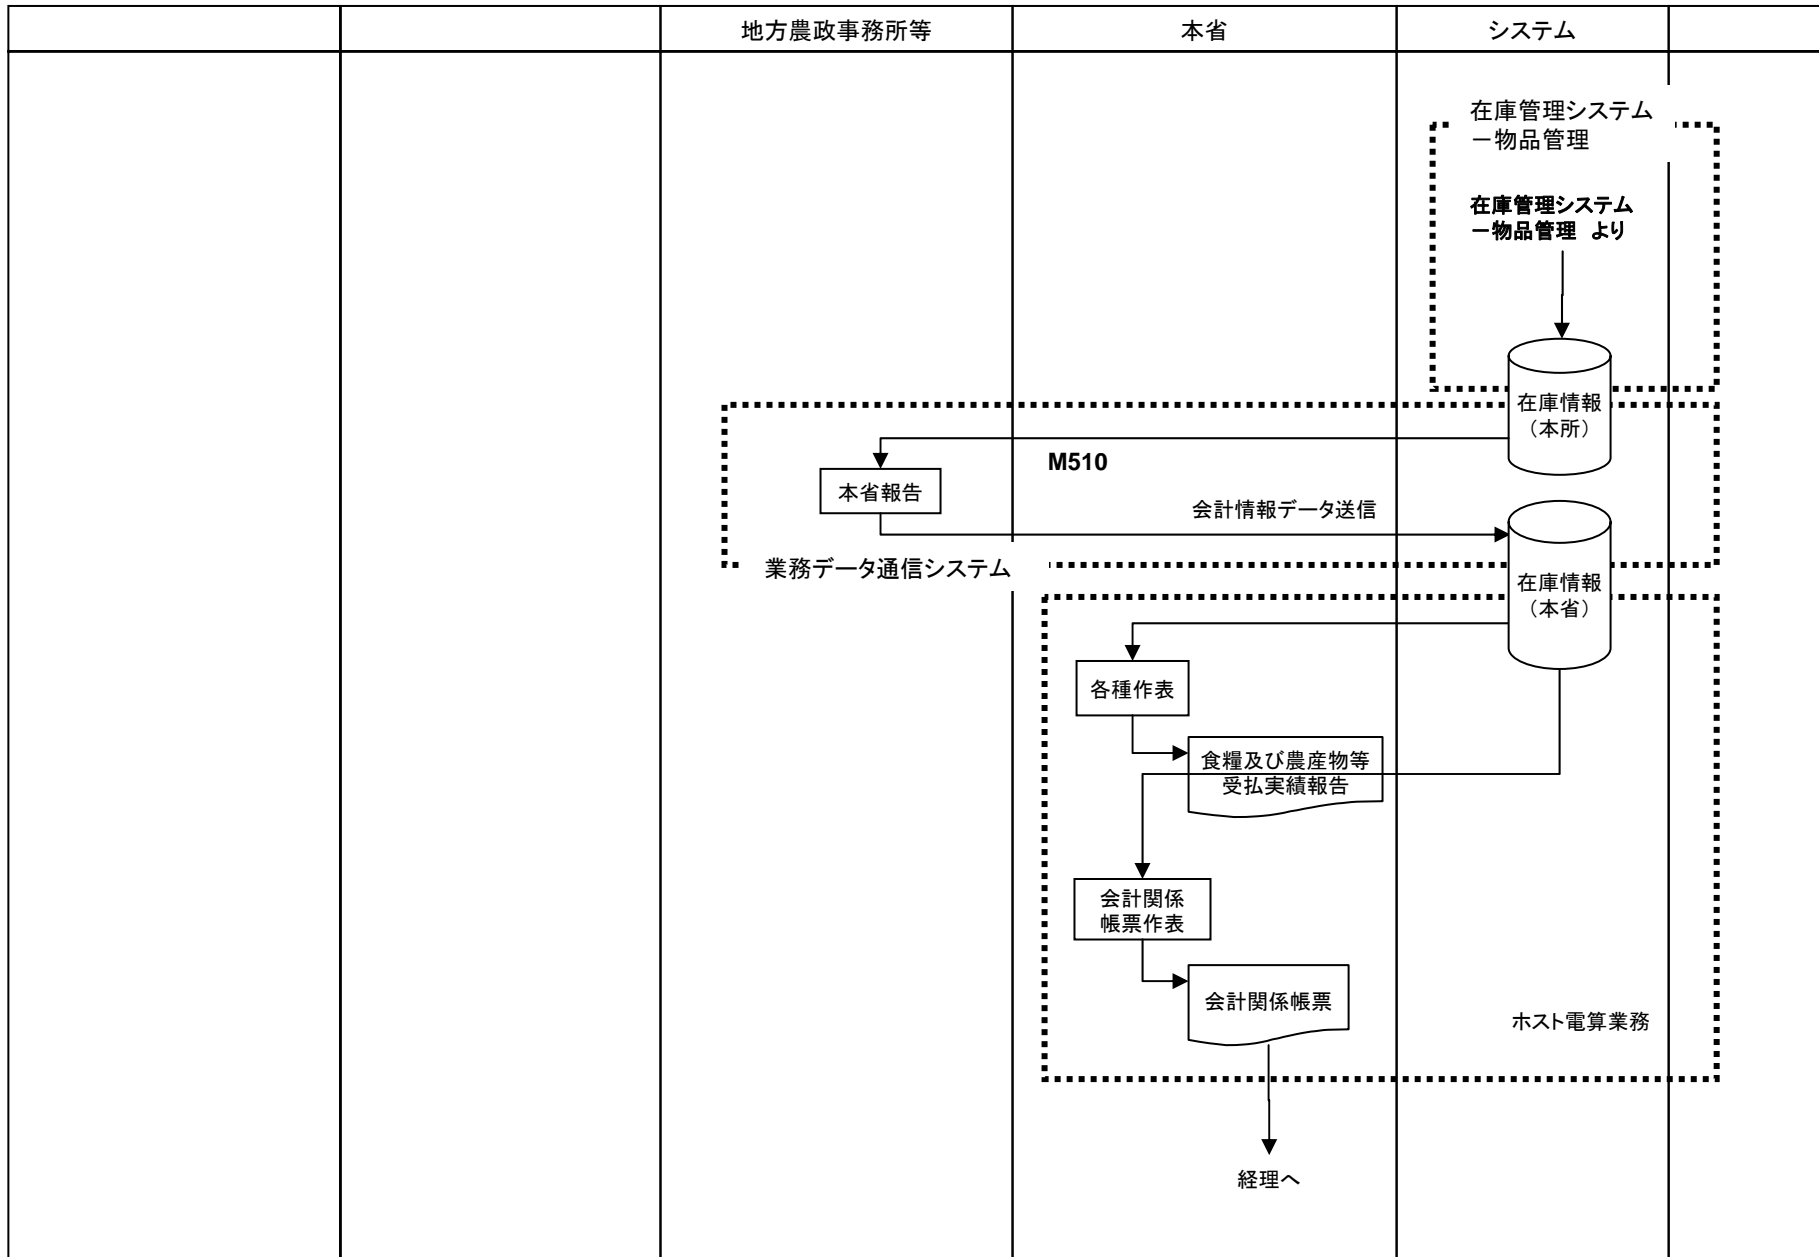 地方農政事務所等
本省
システム
在庫管理システム
－物品管理
在庫管理システム
－物品管理　より
在庫情報
（本所）
M510
本省報告
会計情報データ送信
業務データ通信システム
在庫情報
（本省）
各種作表
食糧及び農産物等
受払実績報告
会計関係
帳票作表
会計関係帳票
ホスト電算業務
経理へ